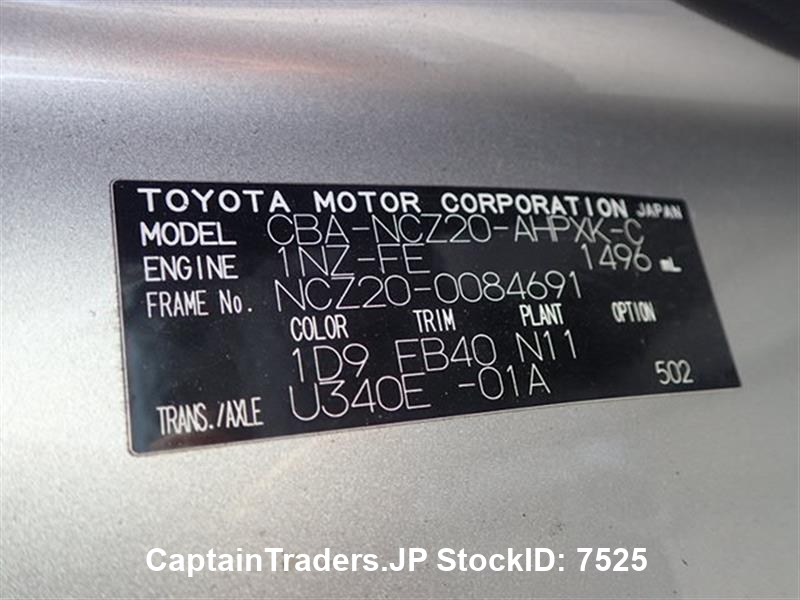 TOYOTA MOTOR CORPORATION JAPAN
MODEL CBA-NCZ20-AHPXK-C
ENGINE 1NZ-FE 1496 mL
FRAME No. NCZ20-0084691
COLOR TRIM PLANT OPTION
1D9 FB40 N11
TRANS./AXLE U340E -01A 502
CaptainTraders.JP StockID: 7525